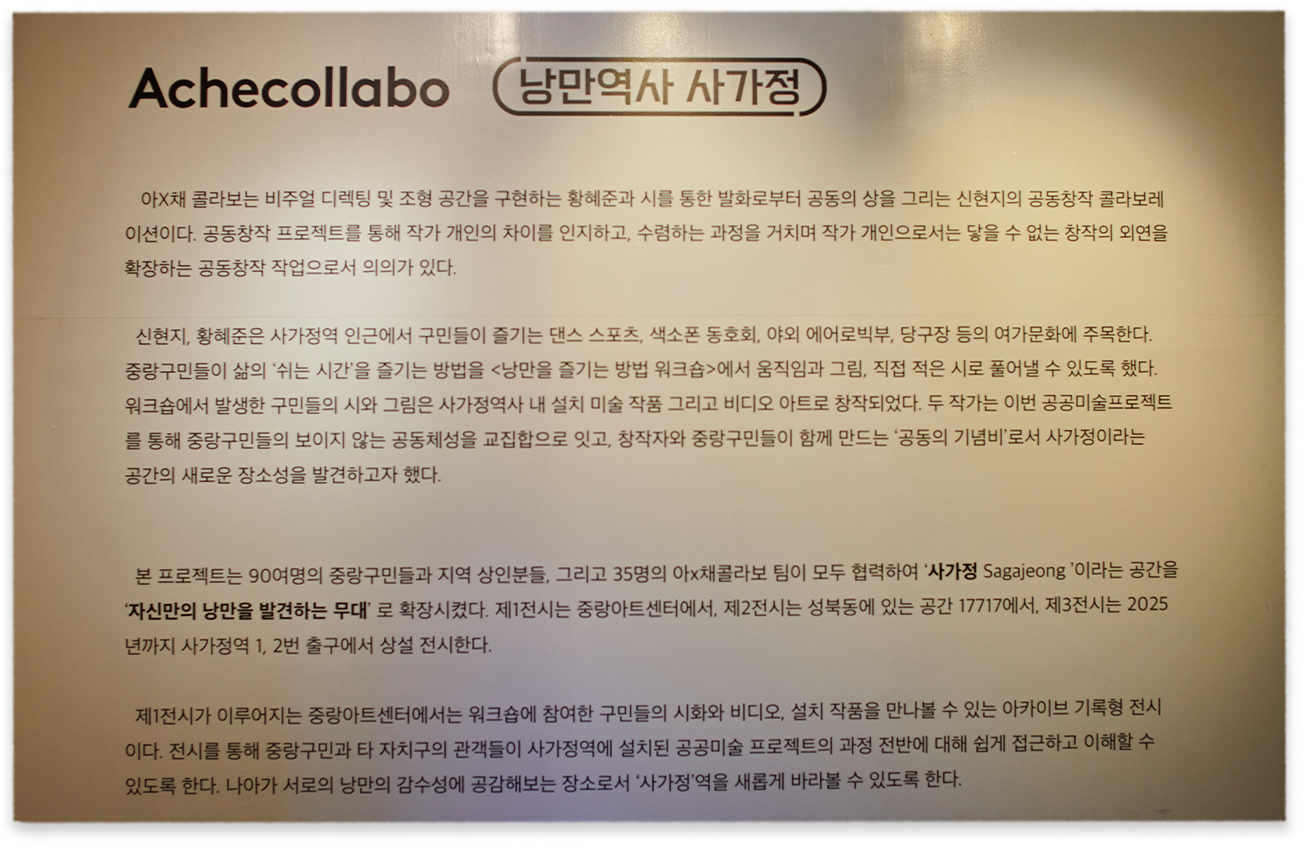 Achecollabo 낭만역사 사가정
아X채 콜라보는 비주얼 디렉팅 및 조형 공간을 구현하는 황혜준과 시를 통한 발화로부터 공동의 상을 그리는 신현지의 공동창작 콜라보레
이션이다. 공동창작 프로젝트를 통해 작가 개인의 차이를 인지하고, 수렴하는 과정을 거치며 작가 개인으로서는 닿을 수 없는 창작의 외연을
확장하는 공동창작 작업으로서 의의가 있다.
신현지, 황혜준은 사가정역 인근에서 구민들이 즐기는 댄스 스포츠, 색소폰 동호회, 야외 에어로빅부, 당구장 등의 여가문화에 주목한다.
중랑구민들이 삶의 ‘쉬는 시간’을 즐기는 방법을 <낭만을 즐기는 방법 워크숍>에서 움직임과 그림, 직접 적은 시로 풀어낼 수 있도록 했다.
워크숍에서 발생한 구민들의 시와 그림은 사가정역사 내 설치 미술 작품 그리고 비디오 아트로 창작되었다. 두 작가는 이번 공공미술프로젝트
를 통해 중랑구민들의 보이지 않는 공동체성을 교집합으로 잇고, 창작자와 중랑구민들이 함께 만드는 ‘공동의 기념비’로서 사가정이라는
공간의 새로운 장소성을 발견하고자 했다.
본 프로젝트는 90여명의 중랑구민들과 지역 상인분들, 그리고 35명의 아x채콜라보 팀이 모두 협력하여 ‘사가정 Sagajeong ’이라는 공간을
‘자신만의 낭만을 발견하는 무대’ 로 확장시켰다. 제1전시는 중랑아트센터에서, 제2전시는 성북동에 있는 공간 17717에서, 제3전시는 2025
년까지 사가정역 1, 2번 출구에서 상설 전시한다.
제1전시가 이루어지는 중랑아트센터에서는 워크숍에 참여한 구민들의 시화와 비디오, 설치 작품을 만나볼 수 있는 아카이브 기록형 전시
이다. 전시를 통해 중랑구민과 타 자치구의 관객들이 사가정역에 설치된 공공미술 프로젝트의 과정 전반에 대해 쉽게 접근하고 이해할 수
있도록 한다. 나아가 서로의 낭만의 감수성에 공감해보는 장소로서 ‘사가정’역을 새롭게 바라볼 수 있도록 한다.